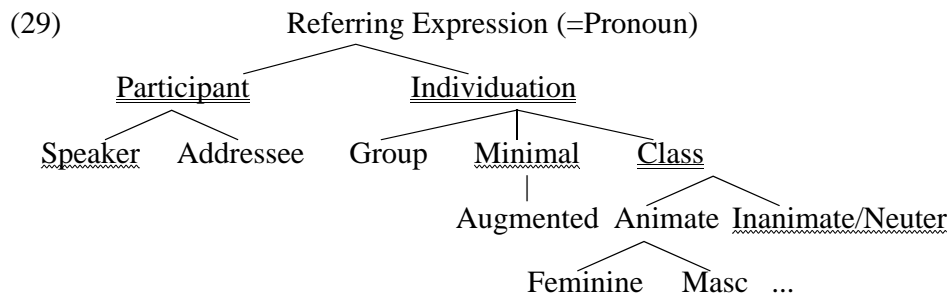 (29) Referring Expression (=Pronoun)
Participant Individuation
Speaker Addressee Group Minimal Class
Augmented Animate Inanimate/Neuter
Feminine Masc ...